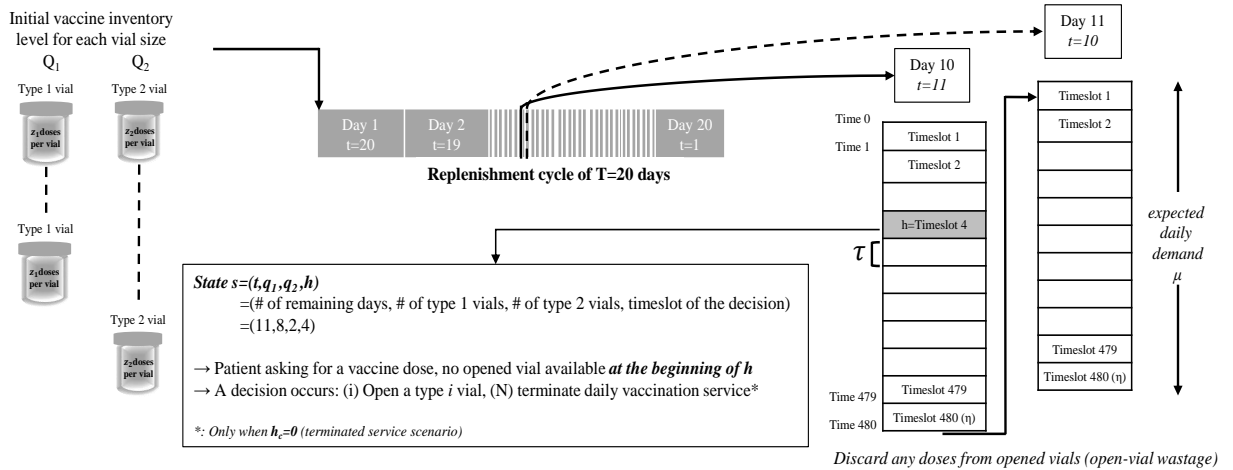 Initial vaccine inventory
level for each vial size
Q₁ Q₂
Type 1 vial Type 2 vial
z₁doses
per vial
z₂doses
per vial
Type 1 vial
z₁doses
per vial
Type 2 vial
z₂doses
per vial
Day 1
t=20
Day 2
t=19
Day 20
t=1
Replenishment cycle of T=20 days
Day 10
t=11
Day 11
t=10
State s=(t,q₁,q₂,h)
=(# of remaining days, # of type 1 vials, # of type 2 vials, timeslot of the decision)
=(11,8,2,4)
→ Patient asking for a vaccine dose, no opened vial available at the beginning of h
→ A decision occurs: (i) Open a type i vial, (N) terminate daily vaccination service*
*: Only when hₑ=0 (terminated service scenario)
Time 0
Timeslot 1
Time 1
Timeslot 2
h=Timeslot 4
τ
Timeslot 479
Time 479
Timeslot 480 (η)
Time 480
Timeslot 1
Timeslot 2
Timeslot 479
Timeslot 480 (η)
expected
daily
demand
μ
Discard any doses from opened vials (open-vial wastage)